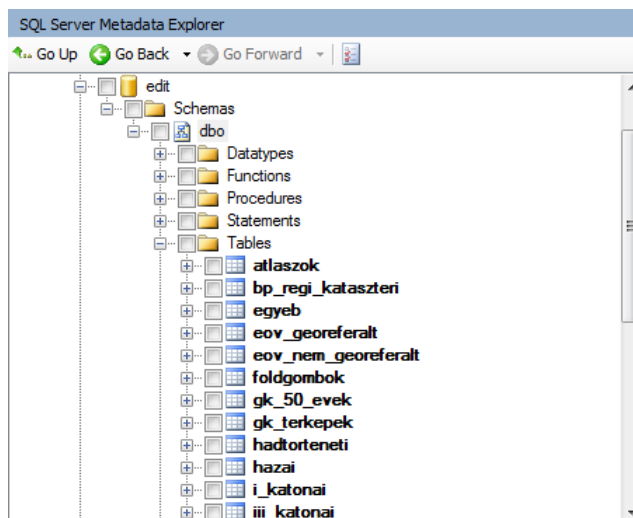 SQL Server Metadata Explorer
Go Up Go Back Go Forward
edit
Schemas
dbo
Datatypes
Functions
Procedures
Statements
Tables
atlaszok
bp_regi_kataszteri
egyeb
eov_georeferalt
eov_nem_georeferalt
foldgombok
gk_50_evek
gk_terkepek
hadtorteneti
hazai
i_katonai
iii_katonai